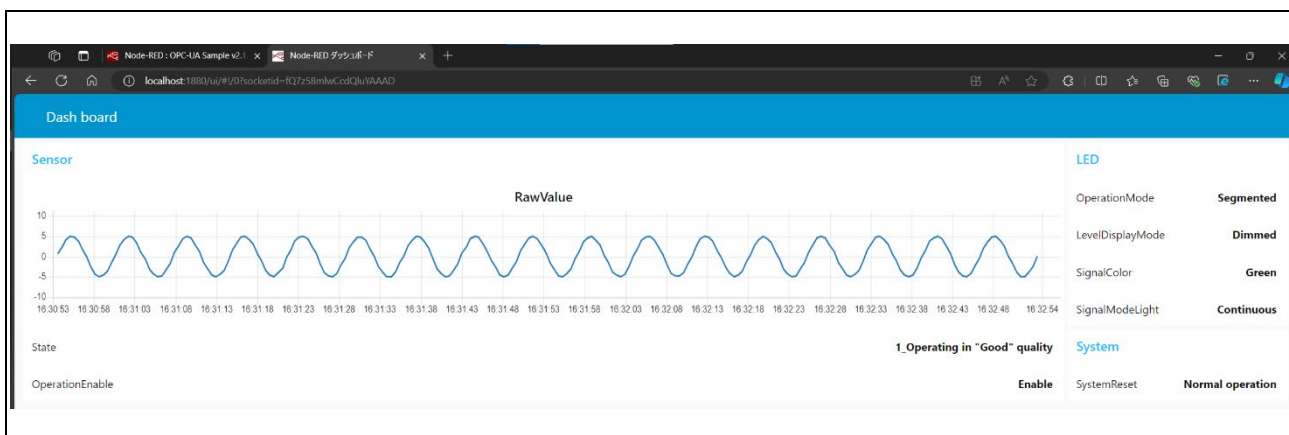 Node-RED : OPC-UA Sample v2.1
Node-RED ダッシュボード
localhost:1880/ui/#!/0?socketid=fQ7z58mlwCcdQluYAAAD
Dash board
Sensor
RawValue
10
5
0
-5
-10
16:30:53 16:30:58 16:31:03 16:31:08 16:31:13 16:31:18 16:31:23 16:31:28 16:31:33 16:31:38 16:31:43 16:31:48 16:31:53 16:31:58 16:32:03 16:32:08 16:32:13 16:32:18 16:32:23 16:32:28 16:32:33 16:32:38 16:32:43 16:32:48 16:32:54
State 1_Operating in "Good" quality
OperationEnable Enable
LED
OperationMode Segmented
LevelDisplayMode Dimmed
SignalColor Green
SignalModeLight Continuous
System
SystemReset Normal operation